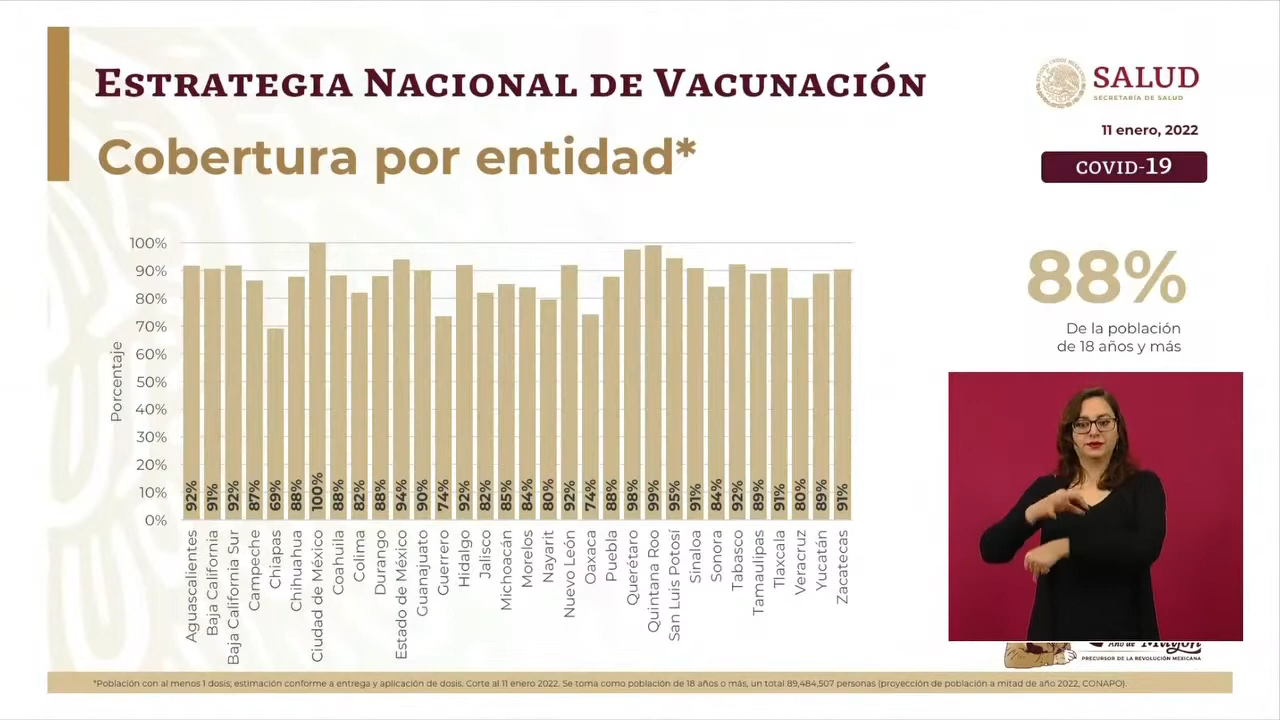 ESTRATEGIA NACIONAL DE VACUNACIÓN
Cobertura por entidad*
SALUD
SECRETARÍA DE SALUD
11 enero, 2022
COVID-19
Porcentaje
100%
90%
80%
70%
60%
50%
40%
30%
20%
10%
0%
92%
91%
92%
87%
69%
88%
100%
88%
82%
88%
94%
90%
74%
92%
82%
85%
84%
80%
92%
74%
88%
98%
99%
95%
91%
84%
92%
89%
91%
80%
89%
91%
Aguascalientes
Baja California
Baja California Sur
Campeche
Chiapas
Chihuahua
Ciudad de México
Coahuila
Colima
Durango
Estado de México
Guanajuato
Guerrero
Hidalgo
Jalisco
Michoacán
Morelos
Nayarit
Nuevo León
Oaxaca
Puebla
Querétaro
Quintana Roo
San Luis Potosí
Sinaloa
Sonora
Tabasco
Tamaulipas
Tlaxcala
Veracruz
Yucatán
Zacatecas
88%
De la población
de 18 años y más
Año de Magón
PRECURSOR DE LA REVOLUCIÓN MEXICANA
*Población con al menos 1 dosis; estimación conforme a entrega y aplicación de dosis. Corte al 11 enero 2022. Se toma como población de 18 años o más, un total 89,484,507 personas (proyección de población a mitad de año 2022, CONAPO).